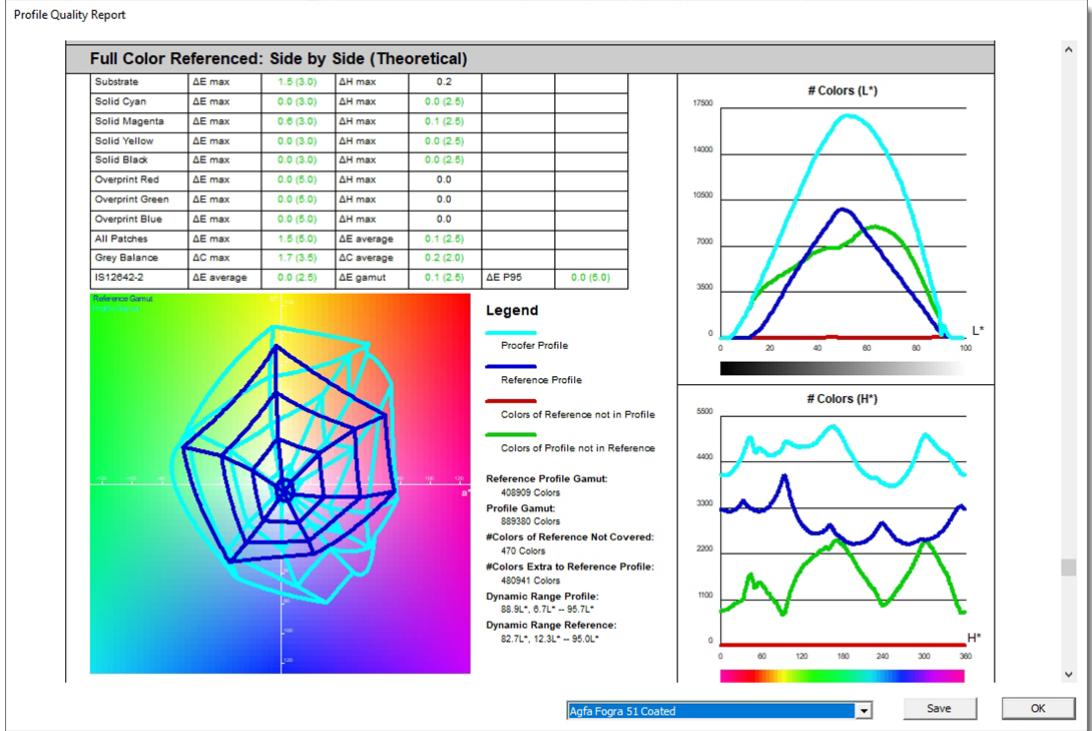 Profile Quality Report
Full Color Referenced: Side by Side (Theoretical)
Substrate ΔE max 1.5 (3.0) ΔH max 0.2
Solid Cyan ΔE max 0.0 (3.0) ΔH max 0.0 (2.5)
Solid Magenta ΔE max 0.6 (3.0) ΔH max 0.1 (2.5)
Solid Yellow ΔE max 0.0 (3.0) ΔH max 0.0 (2.5)
Solid Black ΔE max 0.0 (3.0) ΔH max 0.0 (2.5)
Overprint Red ΔE max 0.0 (5.0) ΔH max 0.0
Overprint Green ΔE max 0.0 (5.0) ΔH max 0.0
Overprint Blue ΔE max 0.0 (5.0) ΔH max 0.0
All Patches ΔE max 1.5 (5.0) ΔE average 0.1 (2.5)
Grey Balance ΔC max 1.7 (3.5) ΔC average 0.2 (2.0)
IS12642-2 ΔE average 0.0 (2.5) ΔE gamut 0.1 (2.5) ΔE P95 0.0 (5.0)
Reference Gamut
Legend
Proofer Profile
Reference Profile
Colors of Reference not in Profile
Colors of Profile not in Reference
Reference Profile Gamut:
408909 Colors
Profile Gamut:
889380 Colors
#Colors of Reference Not Covered:
470 Colors
#Colors Extra to Reference Profile:
480941 Colors
Dynamic Range Profile:
88.9L*, 6.7L* -- 95.7L*
Dynamic Range Reference:
82.7L*, 12.3L* -- 95.0L*
# Colors (L*)
17500
14000
10500
7000
3500
0
L*
0 20 40 60 80 100
# Colors (H*)
5500
4400
3300
2200
1100
0
H*
0 60 120 180 240 300 360
Agfa Fogra 51 Coated
Save
OK